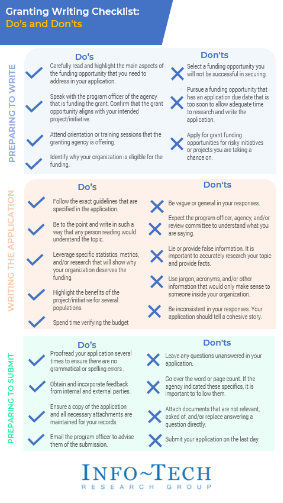 Granting Writing Checklist:
Do's and Don'ts
PREPARING TO WRITE
Do's
Carefully read and highlight the main aspects of
the funding opportunity that you need to
address in your application.
Speak with the program officer of the agency
that is funding the grant. Confirm that the grant
opportunity aligns with your intended
project/initiative.
Attend orientation or training sessions that the
granting agency is offering.
Identify why your organization is eligible for the
funding.
Don'ts
Select a funding opportunity you
will not be successful in securing.
Pursue a funding opportunity that
has an application due date that is
too soon to allow adequate time
to research and write the
application.
Apply for grant funding
opportunities for risky initiatives
or projects you are taking a
chance on.
WRITING THE APPLICATION
Do's
Follow the exact guidelines that are
specified in the application.
Be to the point and write in such a
way that any person reading would
understand the topic.
Leverage specific statistics, metrics,
and/or research that will show why
your organization deserves the
funding.
Highlight the benefits of the
project/initiative for several
populations.
Spend time verifying the budget
Don'ts
Be vague or general in your responses.
Expect the program officer, agency, and/or
review committee to understand what you
are saying.
Lie or provide false information. It is
important to accurately research your topic
and provide facts.
Use jargon, acronyms, and/or other
information that would only make sense to
someone inside your organization.
Be inconsistent in your responses. Your
application should tell a cohesive story.
PREPARING TO SUBMIT
Do's
Proofread your application several
times to ensure there are no
grammatical or spelling errors.
Obtain and incorporate feedback
from internal and external parties.
Ensure a copy of the application
and all necessary attachments are
maintained for your records.
Email the program officer to advise
them of the submission.
Don'ts
Leave any questions unanswered in your
application.
Go over the word or page count. If the
agency indicated these specifics, it is
important to follow them.
Attach documents that are not relevant,
asked of, and/or replace answering a
question directly.
Submit your application on the last day.
INFO~TECH
RESEARCH GROUP